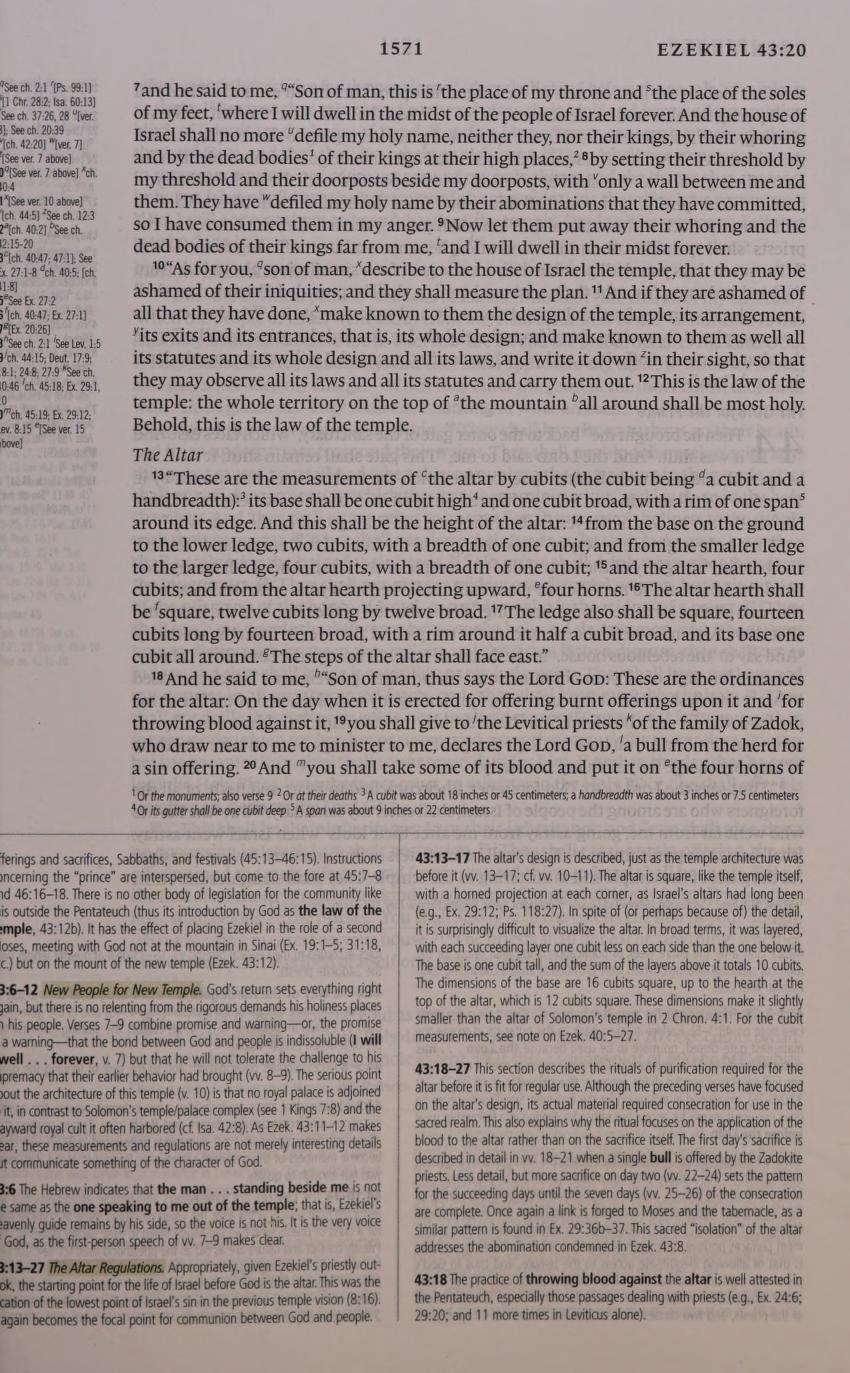 1571
EZEKIEL 43:20
qSee ch. 2:1 r[Ps. 99:1]
s[1 Chr. 28:2; Isa. 60:13]
tSee ch. 37:26, 28 u[ver.
8]; See ch. 20:39
v[ch. 42:20] w[ver. 7]
t[See ver. 7 above]
q[See ver. 7 above] xch.
40:4
x[See ver. 10 above]
y[ch. 44:5] zSee ch. 12:3
a[ch. 40:2] bSee ch.
42:15-20
c[ch. 40:47; 47:1]; See
Ex. 27:1-8 dch. 40:5; [ch.
41:8]
eSee Ex. 27:2
f[ch. 40:47; Ex. 27:1]
g[Ex. 20:26]
hSee ch. 2:1 iSee Lev. 1:5
jch. 44:15; Deut. 17:9;
18:1; 24:8; 27:9 kSee ch.
40:46 lch. 45:18; Ex. 29:1,
mch. 45:19; Ex. 29:12;
Lev. 8:15 e[See ver. 15
above]
7and he said to me, q“Son of man, this is rthe place of my throne and sthe place of the soles
of my feet, twhere I will dwell in the midst of the people of Israel forever. And the house of
Israel shall no more udefile my holy name, neither they, nor their kings, by their whoring
and by the dead bodies1 of their kings at their high places,2 8by setting their threshold by
my threshold and their doorposts beside my doorposts, with vonly a wall between me and
them. They have wdefiled my holy name by their abominations that they have committed,
so I have consumed them in my anger. 9Now let them put away their whoring and the
dead bodies of their kings far from me, tand I will dwell in their midst forever.
10“As for you, qson of man, xdescribe to the house of Israel the temple, that they may be
ashamed of their iniquities; and they shall measure the plan. 11And if they are ashamed of
all that they have done, xmake known to them the design of the temple, its arrangement,
yits exits and its entrances, that is, its whole design; and make known to them as well all
its statutes and its whole design and all its laws, and write it down zin their sight, so that
they may observe all its laws and all its statutes and carry them out. 12This is the law of the
temple: the whole territory on the top of athe mountain ball around shall be most holy.
Behold, this is the law of the temple.
The Altar
13“These are the measurements of cthe altar by cubits (the cubit being da cubit and a
handbreadth):3 its base shall be one cubit high4 and one cubit broad, with a rim of one span5
around its edge. And this shall be the height of the altar: 14from the base on the ground
to the lower ledge, two cubits, with a breadth of one cubit; and from the smaller ledge
to the larger ledge, four cubits, with a breadth of one cubit; 15and the altar hearth, four
cubits; and from the altar hearth projecting upward, efour horns. 16The altar hearth shall
be fsquare, twelve cubits long by twelve broad. 17The ledge also shall be square, fourteen
cubits long by fourteen broad, with a rim around it half a cubit broad, and its base one
cubit all around. gThe steps of the altar shall face east.”
18And he said to me, h“Son of man, thus says the Lord GOD: These are the ordinances
for the altar: On the day when it is erected for offering burnt offerings upon it and ifor
throwing blood against it, 19you shall give to jthe Levitical priests kof the family of Zadok,
who draw near to me to minister to me, declares the Lord GOD, la bull from the herd for
a sin offering. 20And myou shall take some of its blood and put it on ethe four horns of
1Or the monuments; also verse 9 2Or at their deaths 3A cubit was about 18 inches or 45 centimeters; a handbreadth was about 3 inches or 7.5 centimeters
4Or its gutter shall be one cubit deep 5A span was about 9 inches or 22 centimeters
ferings and sacrifices, Sabbaths, and festivals (45:13–46:15). Instructions
oncerning the “prince” are interspersed, but come to the fore at 45:7–8
nd 46:16–18. There is no other body of legislation for the community like
is outside the Pentateuch (thus its introduction by God as the law of the
emple, 43:12b). It has the effect of placing Ezekiel in the role of a second
oses, meeting with God not at the mountain in Sinai (Ex. 19:1–5; 31:18,
c.) but on the mount of the new temple (Ezek. 43:12).
3:6–12 New People for New Temple. God's return sets everything right
gain, but there is no relenting from the rigorous demands his holiness places
n his people. Verses 7–9 combine promise and warning—or, the promise
a warning—that the bond between God and people is indissoluble (I will
well . . . forever, v. 7) but that he will not tolerate the challenge to his
premacy that their earlier behavior had brought (vv. 8–9). The serious point
bout the architecture of this temple (v. 10) is that no royal palace is adjoined
it, in contrast to Solomon's temple/palace complex (see 1 Kings 7:8) and the
ayward royal cult it often harbored (cf. Isa. 42:8). As Ezek. 43:11–12 makes
ear, these measurements and regulations are not merely interesting details
ut communicate something of the character of God.
3:6 The Hebrew indicates that the man . . . standing beside me is not
e same as the one speaking to me out of the temple; that is, Ezekiel's
eavenly guide remains by his side, so the voice is not his. It is the very voice
God, as the first-person speech of vv. 7–9 makes clear.
3:13–27 The Altar Regulations. Appropriately, given Ezekiel's priestly out-
ok, the starting point for the life of Israel before God is the altar. This was the
cation of the lowest point of Israel's sin in the previous temple vision (8:16).
again becomes the focal point for communion between God and people.
43:13–17 The altar's design is described, just as the temple architecture was
before it (vv. 13–17; cf. vv. 10–11). The altar is square, like the temple itself,
with a horned projection at each corner, as Israel's altars had long been
(e.g., Ex. 29:12; Ps. 118:27). In spite of (or perhaps because of) the detail,
it is surprisingly difficult to visualize the altar. In broad terms, it was layered,
with each succeeding layer one cubit less on each side than the one below it.
The base is one cubit tall, and the sum of the layers above it totals 10 cubits.
The dimensions of the base are 16 cubits square, up to the hearth at the
top of the altar, which is 12 cubits square. These dimensions make it slightly
smaller than the altar of Solomon's temple in 2 Chron. 4:1. For the cubit
measurements, see note on Ezek. 40:5–27.
43:18–27 This section describes the rituals of purification required for the
altar before it is fit for regular use. Although the preceding verses have focused
on the altar's design, its actual material required consecration for use in the
sacred realm. This also explains why the ritual focuses on the application of the
blood to the altar rather than on the sacrifice itself. The first day's sacrifice is
described in detail in vv. 18–21 when a single bull is offered by the Zadokite
priests. Less detail, but more sacrifice on day two (vv. 22–24) sets the pattern
for the succeeding days until the seven days (vv. 25–26) of the consecration
are complete. Once again a link is forged to Moses and the tabernacle, as a
similar pattern is found in Ex. 29:36b–37. This sacred “isolation” of the altar
addresses the abomination condemned in Ezek. 43:8.
43:18 The practice of throwing blood against the altar is well attested in
the Pentateuch, especially those passages dealing with priests (e.g., Ex. 24:6;
29:20; and 11 more times in Leviticus alone).